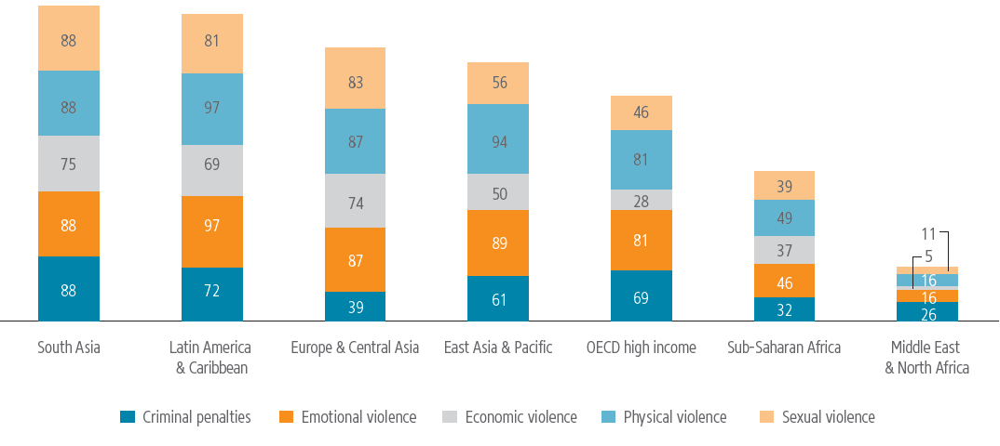 88
81
83
56
46
39
11
88
97
87
94
81
49
5
16
75
69
74
50
28
37
88
97
87
89
81
46
16
88
72
39
61
69
32
26
South Asia
Latin America
& Caribbean
Europe & Central Asia
East Asia & Pacific
OECD high income
Sub-Saharan Africa
Middle East
& North Africa
Criminal penalties
Emotional violence
Economic violence
Physical violence
Sexual violence